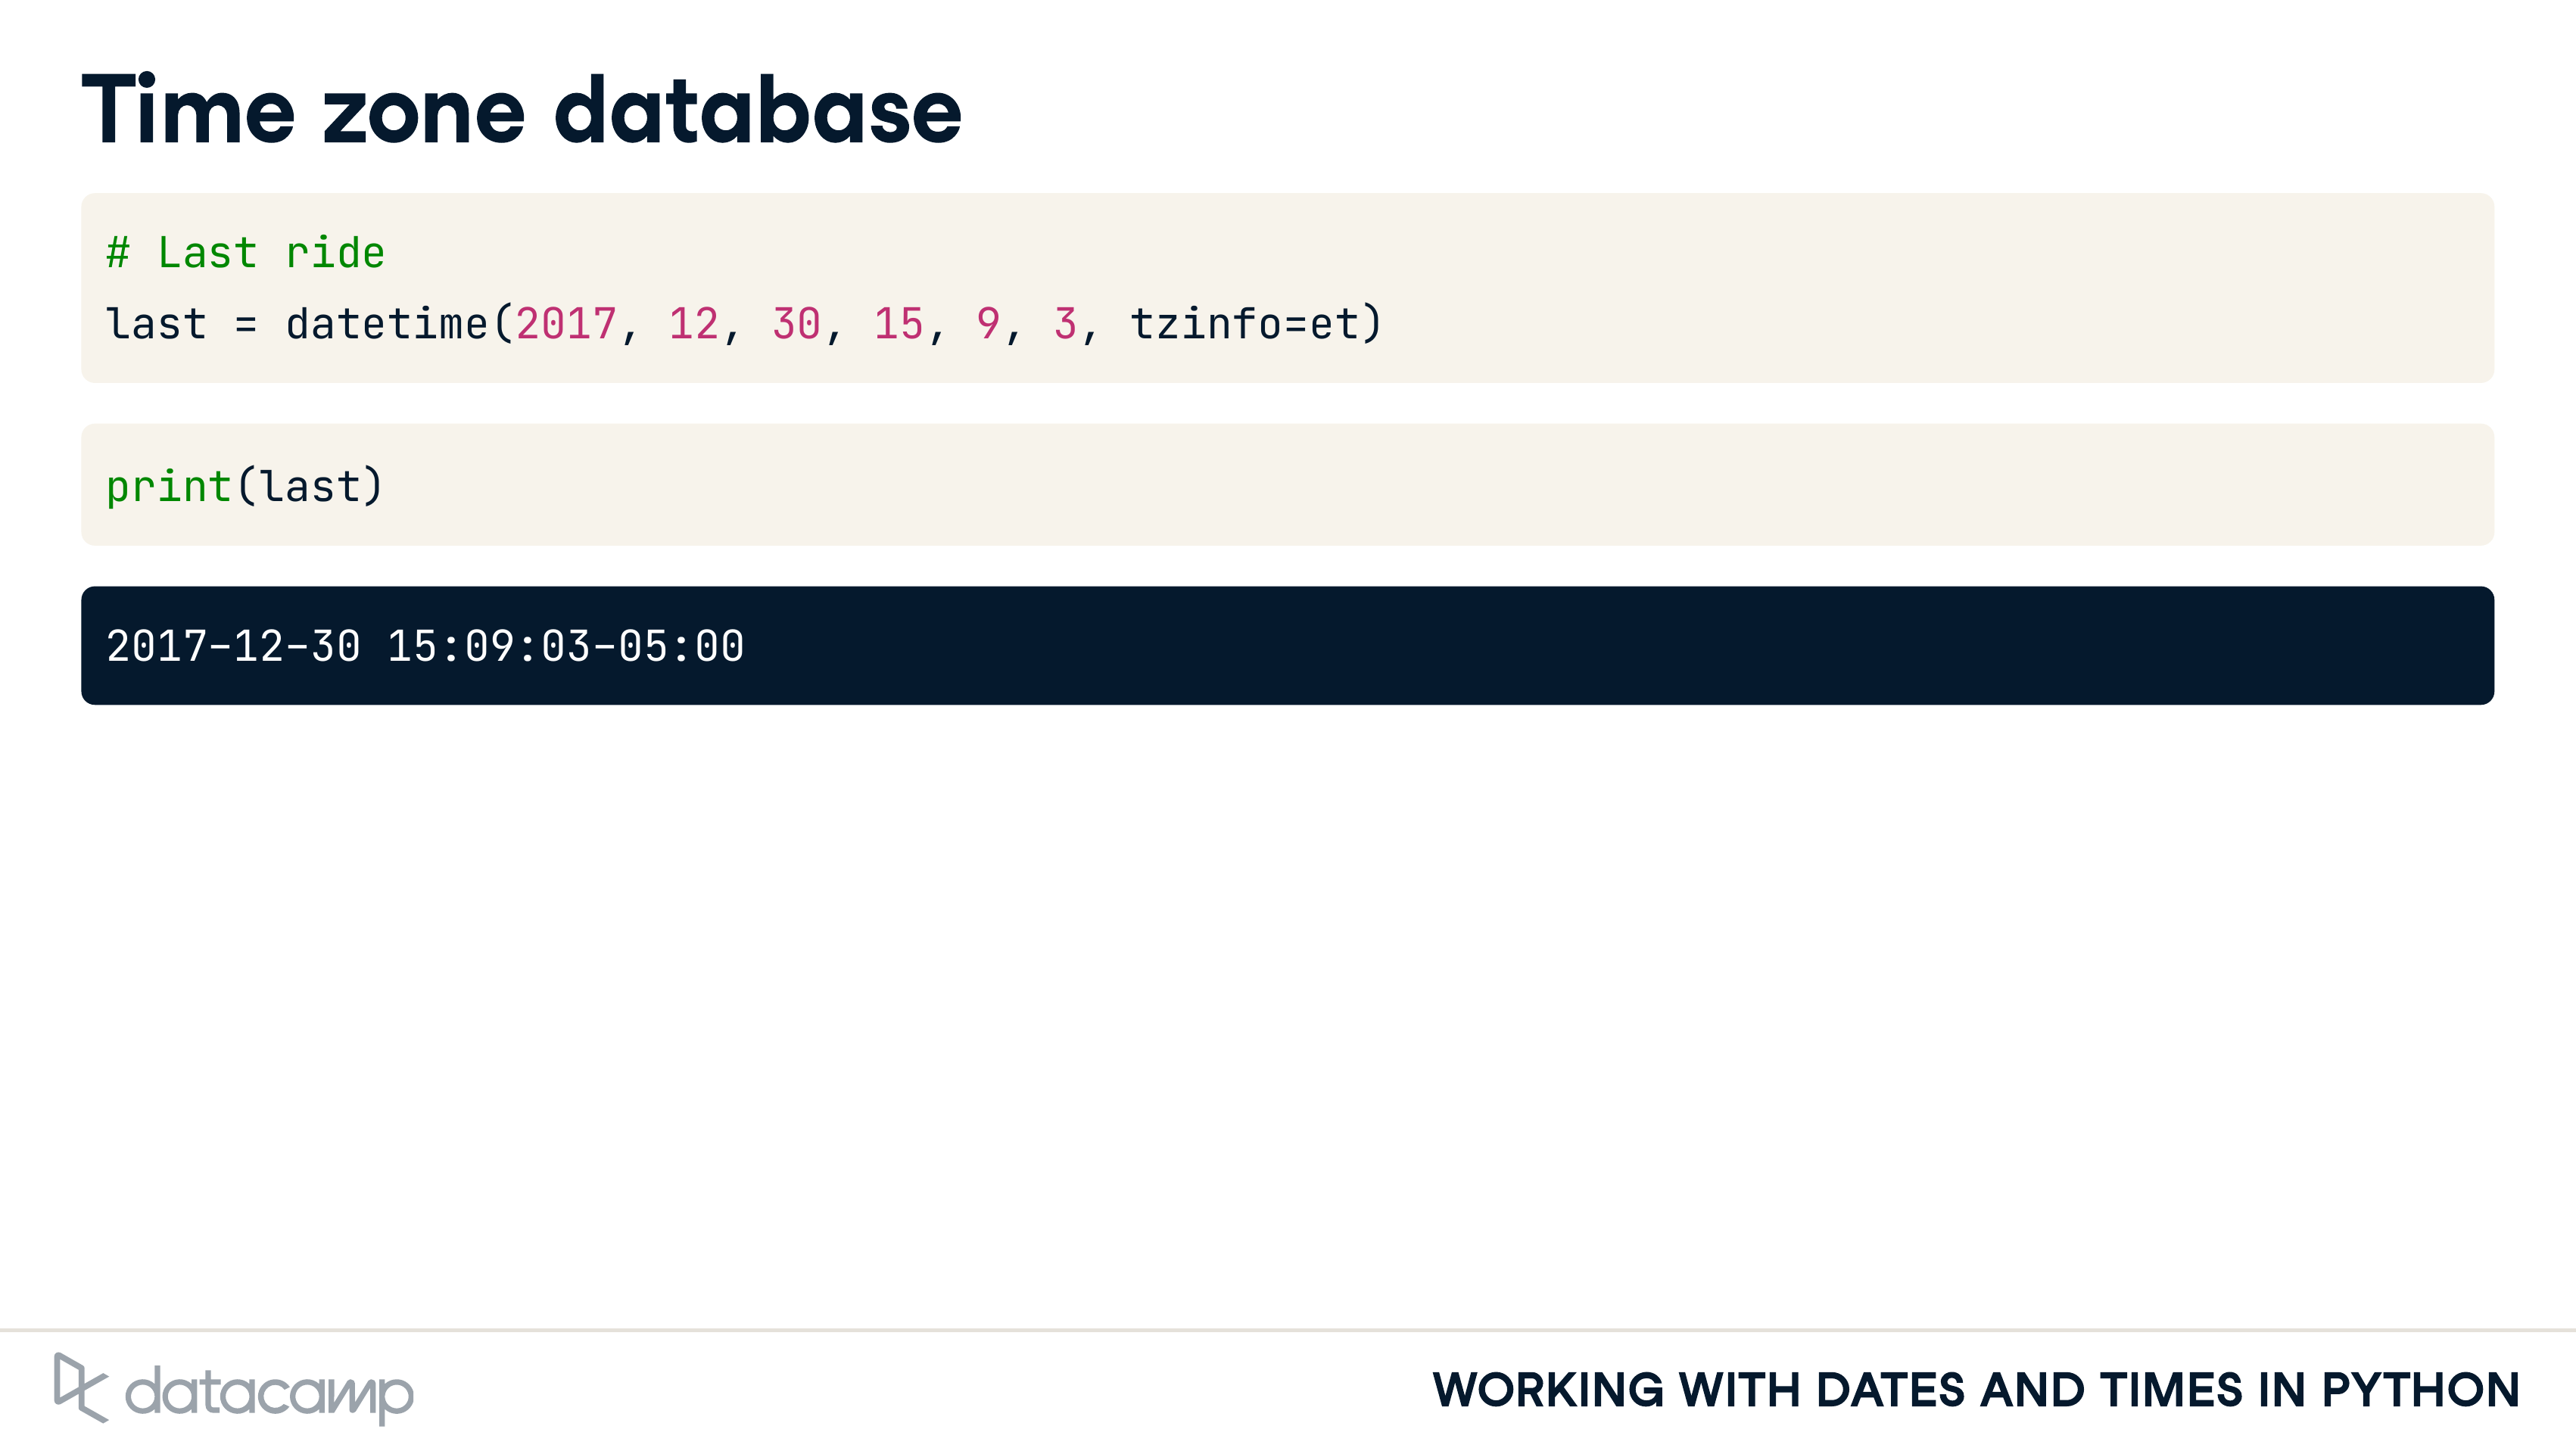 Time zone database
# Last ride
last = datetime(2017, 12, 30, 15, 9, 3, tzinfo=et)
print(last)
2017-12-30 15:09:03-05:00
datacamp
WORKING WITH DATES AND TIMES IN PYTHON